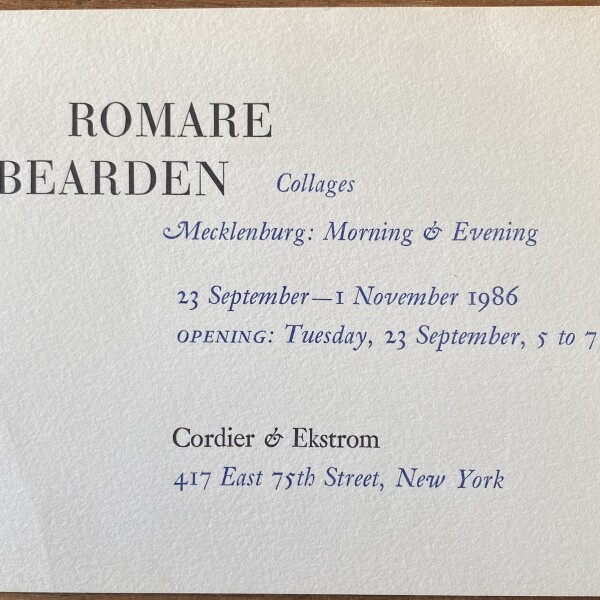 ROMARE
BEARDEN Collages
Mecklenburg: Morning & Evening
23 September—1 November 1986
OPENING: Tuesday, 23 September, 5 to 7
Cordier & Ekstrom
417 East 75th Street, New York